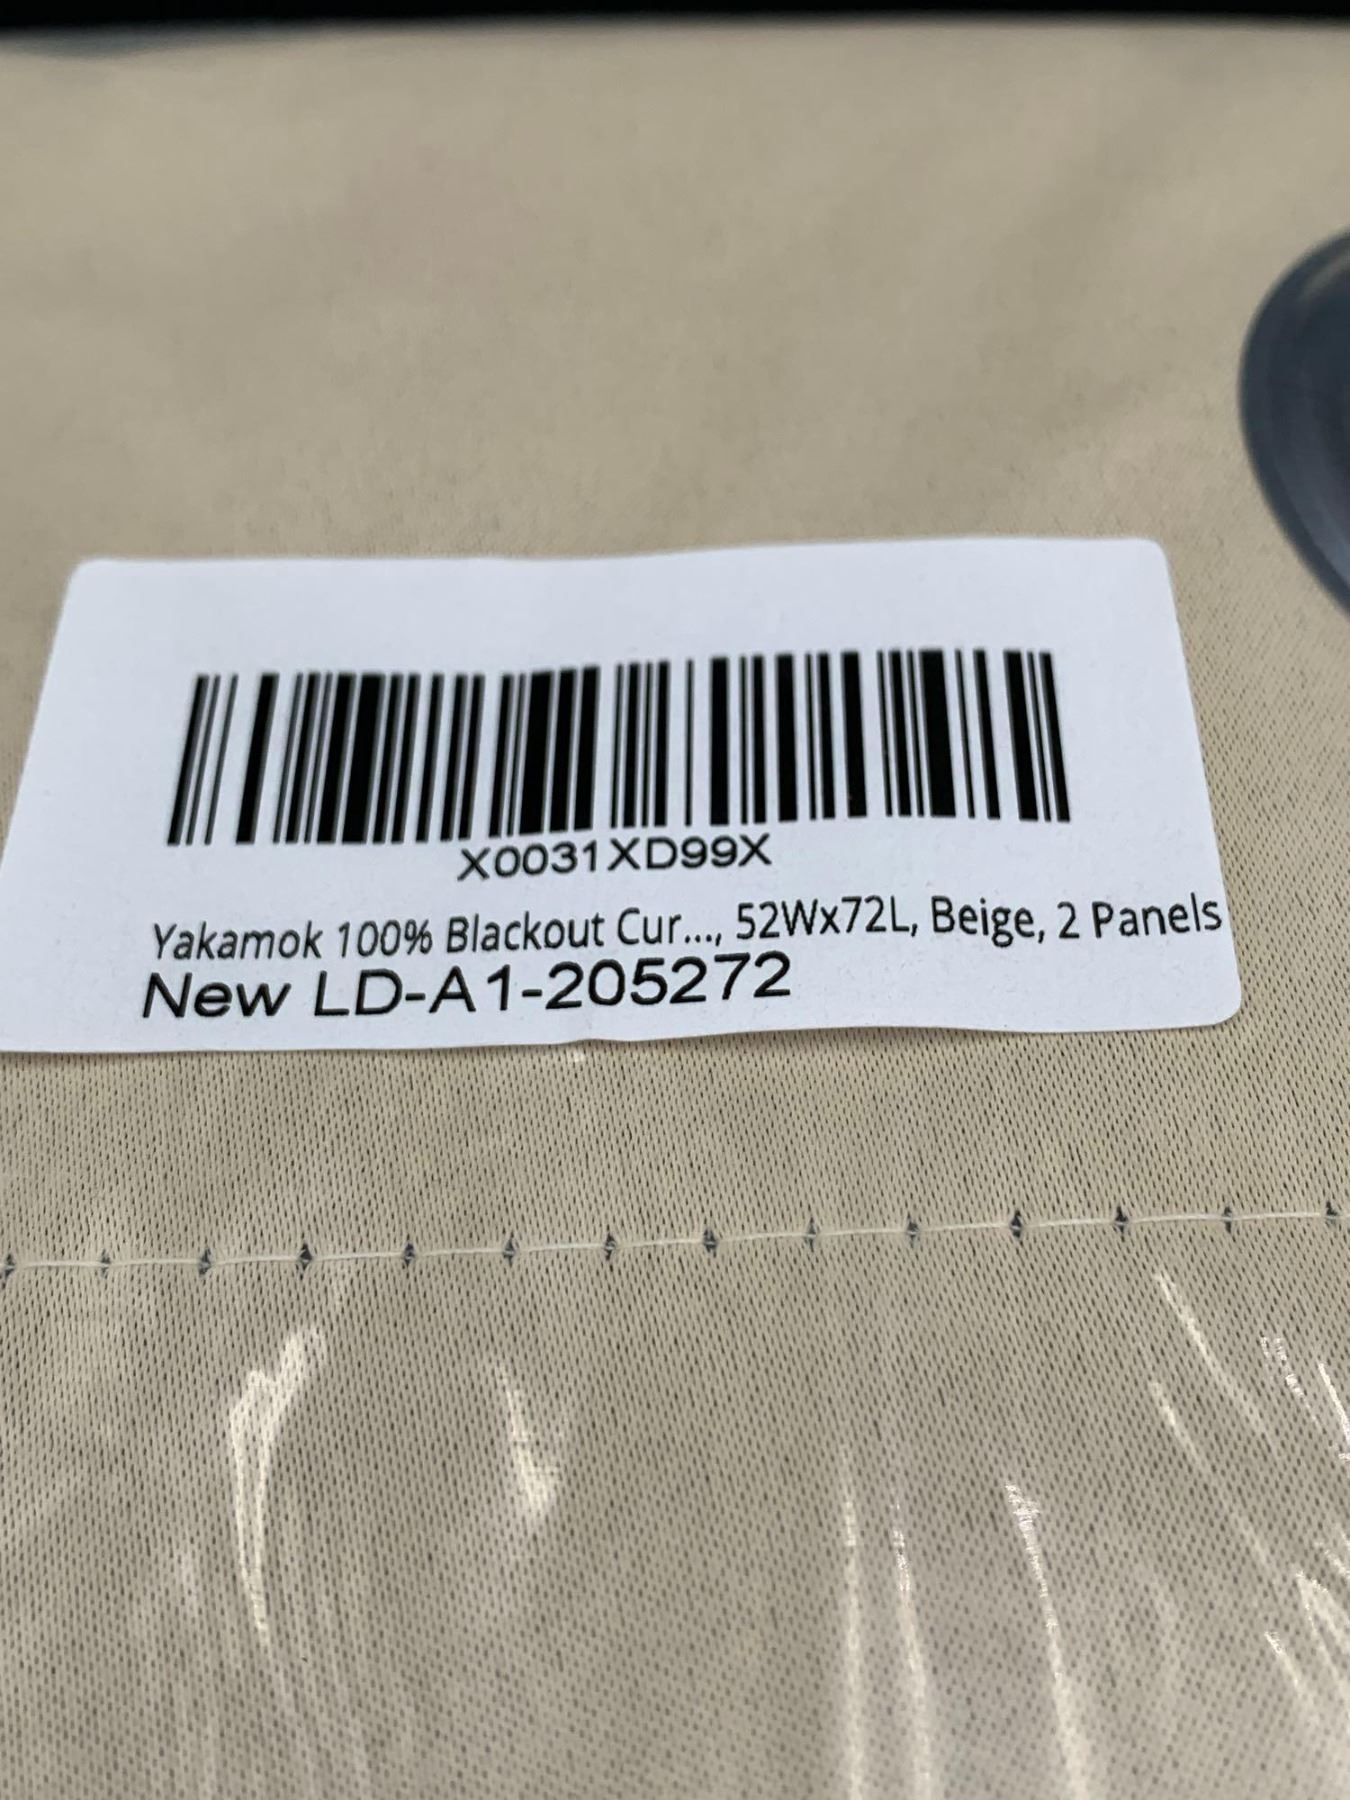 X0031XD99X
Yakamok 100% Blackout Cur..., 52Wx72L, Beige, 2 Panels
New LD-A1-205272